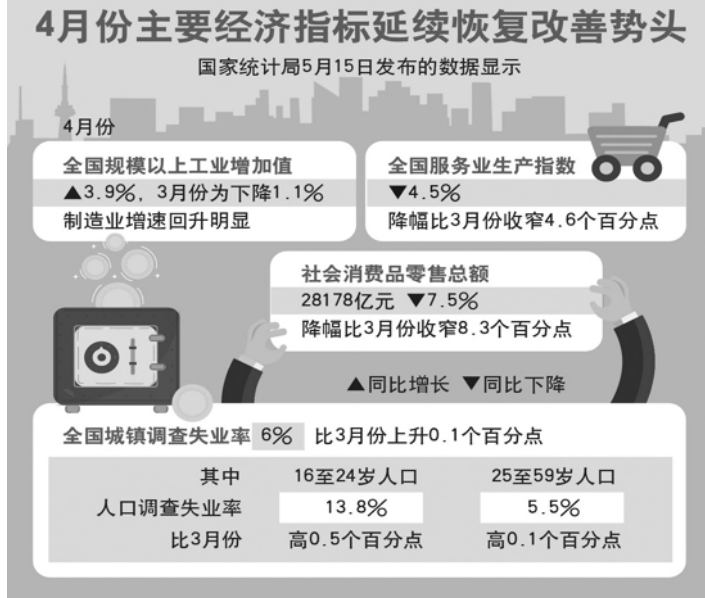 4月份主要经济指标延续恢复改善势头
国家统计局5月15日发布的数据显示
4月份
全国规模以上工业增加值
▲3.9%，3月份为下降1.1%
制造业增速回升明显
全国服务业生产指数
▼4.5%
降幅比3月份收窄4.6个百分点
社会消费品零售总额
28178亿元 ▼7.5%
降幅比3月份收窄8.3个百分点
▲同比增长 ▼同比下降
全国城镇调查失业率 6% 比3月份上升0.1个百分点
其中 16至24岁人口 25至59岁人口
人口调查失业率 13.8% 5.5%
比3月份 高0.5个百分点 高0.1个百分点